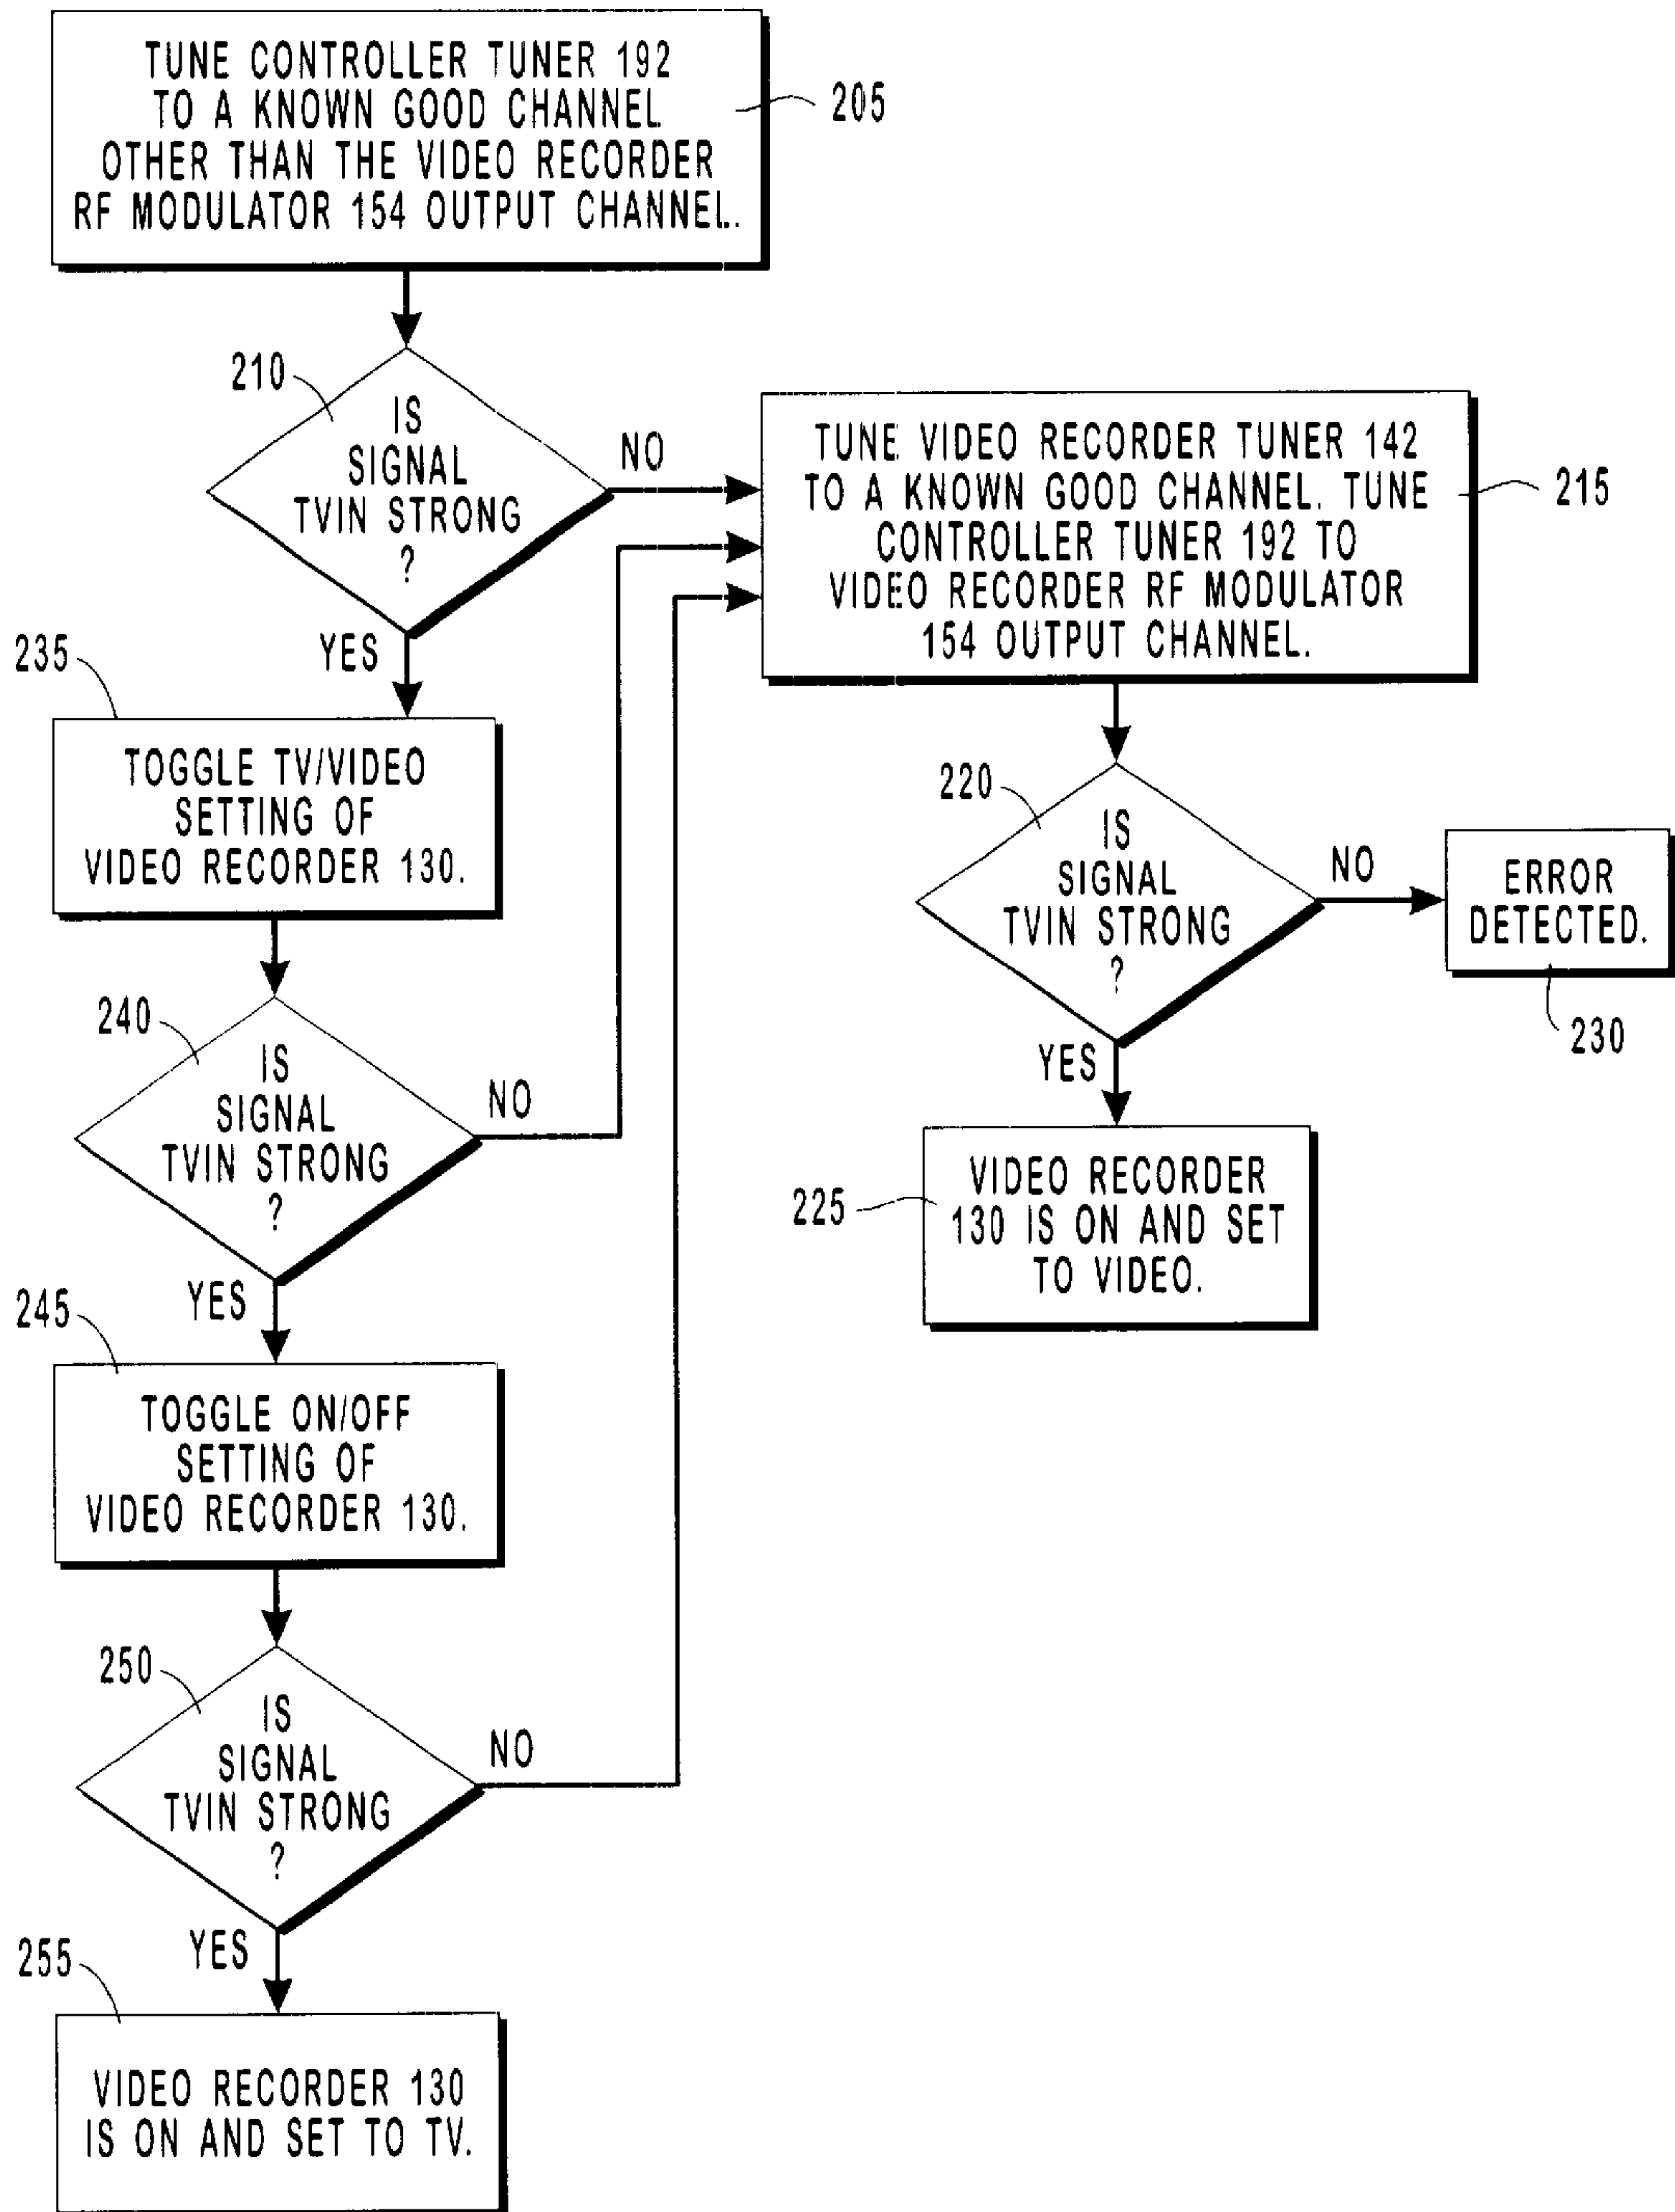 TUNE CONTROLLER TUNER 192
TO A KNOWN GOOD CHANNEL
OTHER THAN THE VIDEO RECORDER
RF MODULATOR 154 OUTPUT CHANNEL.
205
210
IS
SIGNAL
TVIN STRONG
?
NO
YES
TUNE VIDEO RECORDER TUNER 142
TO A KNOWN GOOD CHANNEL. TUNE
CONTROLLER TUNER 192 TO
VIDEO RECORDER RF MODULATOR
154 OUTPUT CHANNEL.
215
235
TOGGLE TV/VIDEO
SETTING OF
VIDEO RECORDER 130.
220
IS
SIGNAL
TVIN STRONG
?
NO
YES
ERROR
DETECTED.
230
240
IS
SIGNAL
TVIN STRONG
?
NO
YES
225
VIDEO RECORDER
130 IS ON AND SET
TO VIDEO.
245
TOGGLE ON/OFF
SETTING OF
VIDEO RECORDER 130.
250
IS
SIGNAL
TVIN STRONG
?
NO
YES
255
VIDEO RECORDER 130
IS ON AND SET TO TV.